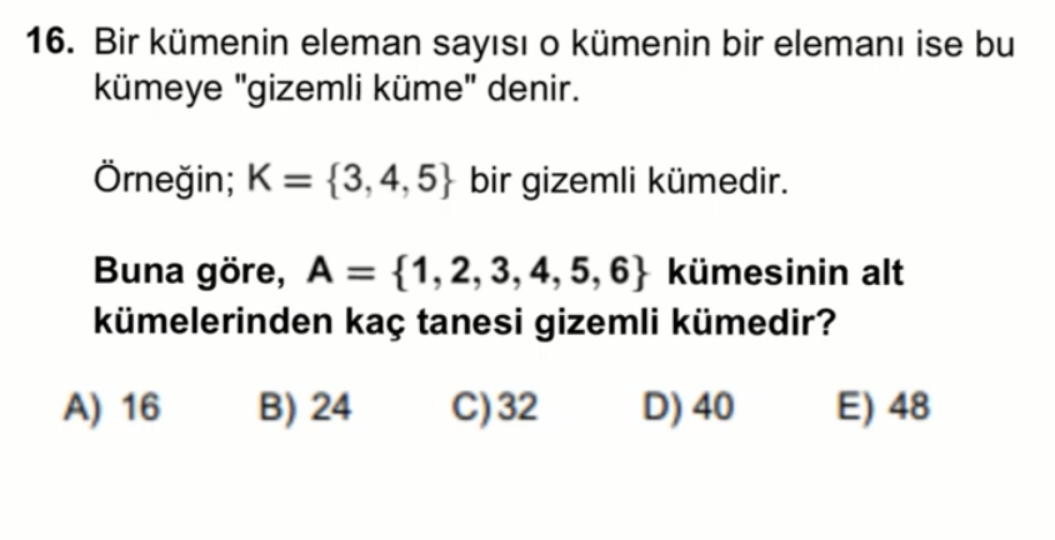 16. Bir kümenin eleman sayısı o kümenin bir elemanı ise bu
kümeye "gizemli küme" denir.
Örneğin; K = {3, 4, 5} bir gizemli kümedir.
Buna göre, A = {1, 2, 3, 4, 5, 6} kümesinin alt
kümelerinden kaç tanesi gizemli kümedir?
A) 16 B) 24 C) 32 D) 40 E) 48